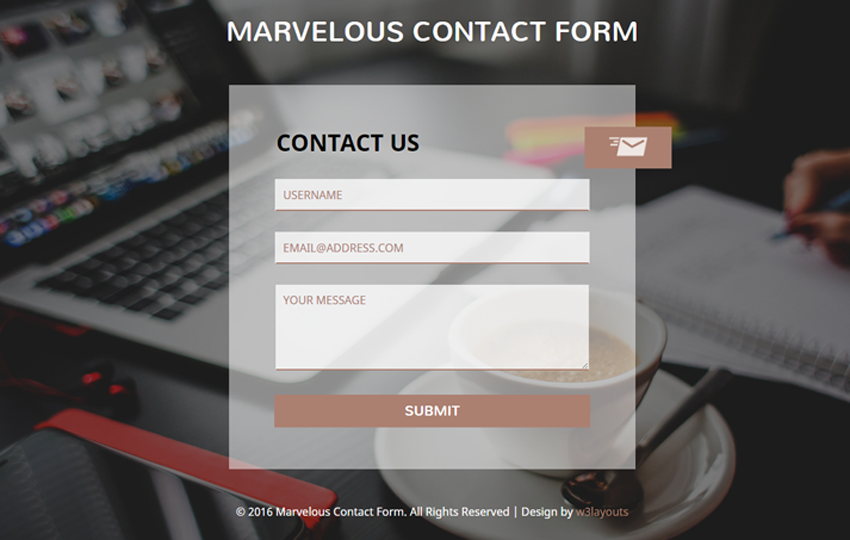 MARVELOUS CONTACT FORM
CONTACT US
USERNAME
EMAIL@ADDRESS.COM
YOUR MESSAGE
SUBMIT
© 2016 Marvelous Contact Form. All Rights Reserved | Design by w3layouts